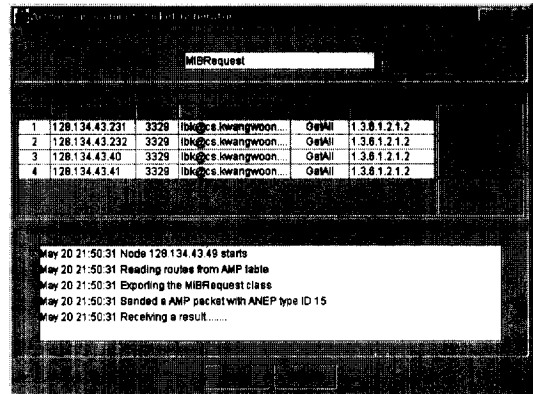 MIBRequest
1 128.134.43.231 3329 lbk@cs.kwangwoon... GetAll 1.3.6.1.2.1.2
2 128.134.43.232 3329 lbk@cs.kwangwoon... GetAll 1.3.6.1.2.1.2
3 128.134.43.40 3329 lbk@cs.kwangwoon... GetAll 1.3.6.1.2.1.2
4 128.134.43.41 3329 lbk@cs.kwangwoon... GetAll 1.3.6.1.2.1.2
May 20 21:50:31 Node 128.134.43.49 starts
May 20 21:50:31 Reading routes from AMP table
May 20 21:50:31 Exporting the MIBRequest class
May 20 21:50:31 Sended a AMP packet with ANEP type ID 15
May 20 21:50:31 Receiving a result.......